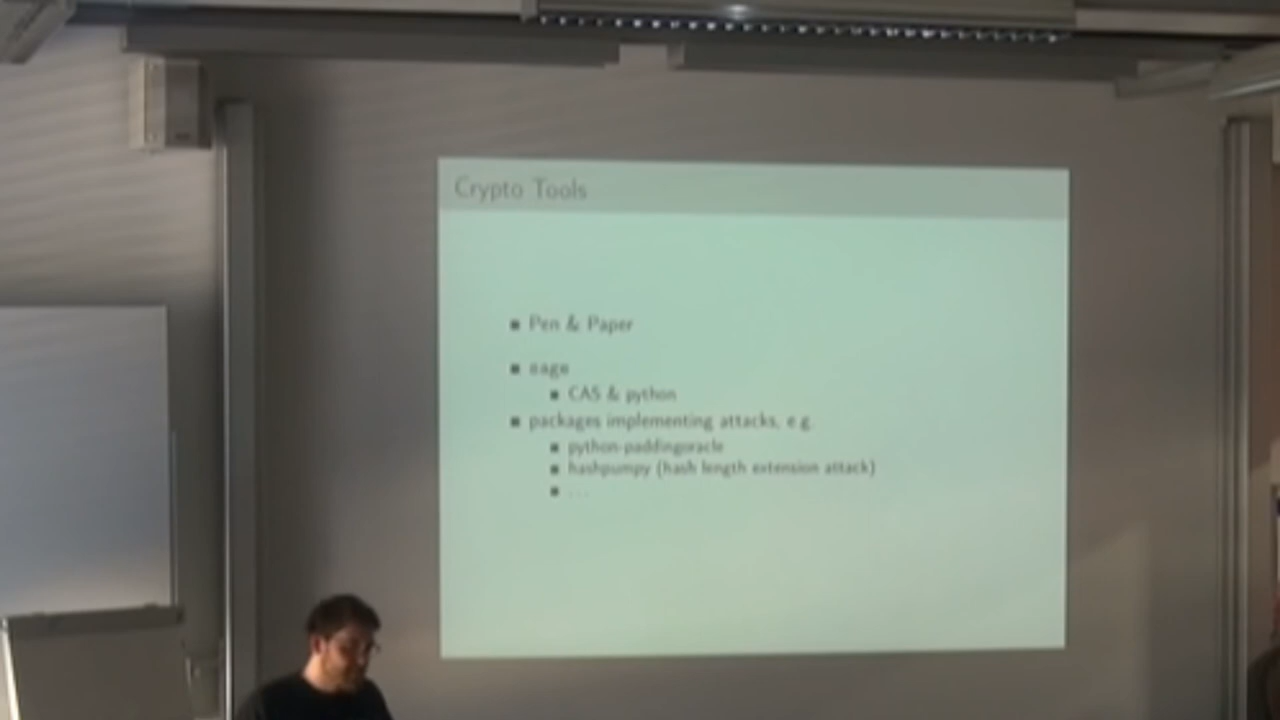 Crypto Tools
Pen & Paper
sage
CAS & python
packages implementing attacks, e.g.
python-paddingoracle
hashpumpy (hash length extension attack)
...